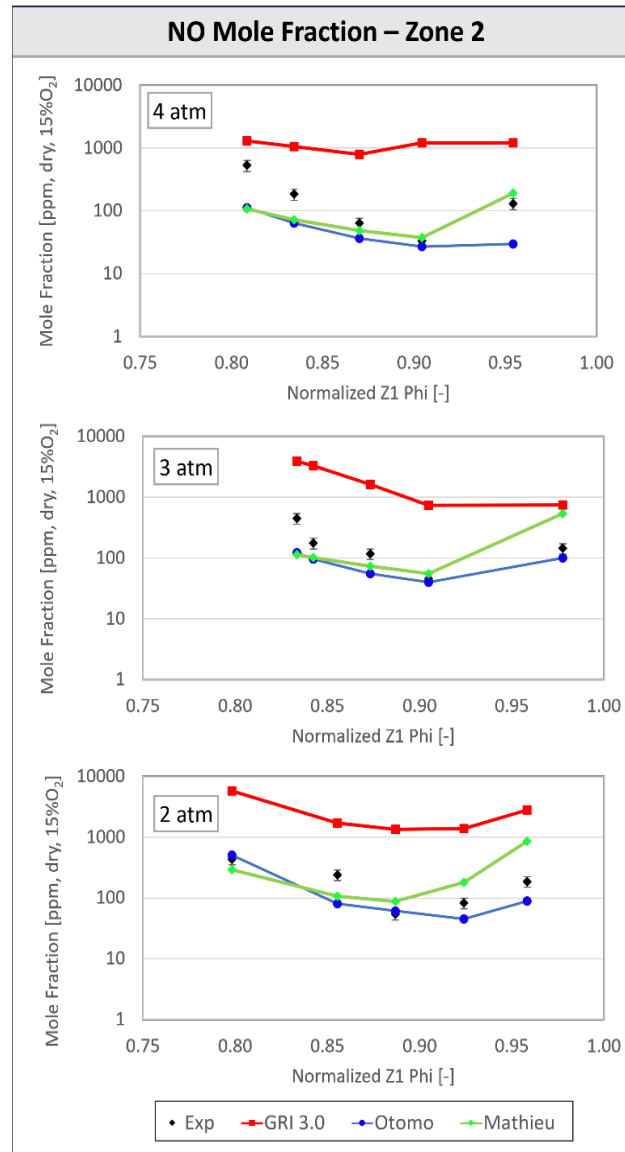 NO Mole Fraction – Zone 2
Mole Fraction [ppm, dry, 15%O₂]
10000
1000
100
10
1
4 atm
0.75 0.80 0.85 0.90 0.95 1.00
Normalized Z1 Phi [-]
Mole Fraction [ppm, dry, 15%O₂]
10000
1000
100
10
1
3 atm
0.75 0.80 0.85 0.90 0.95 1.00
Normalized Z1 Phi [-]
Mole Fraction [ppm, dry, 15%O₂]
10000
1000
100
10
1
2 atm
0.75 0.80 0.85 0.90 0.95 1.00
Normalized Z1 Phi [-]
Exp GRI 3.0 Otomo Mathieu